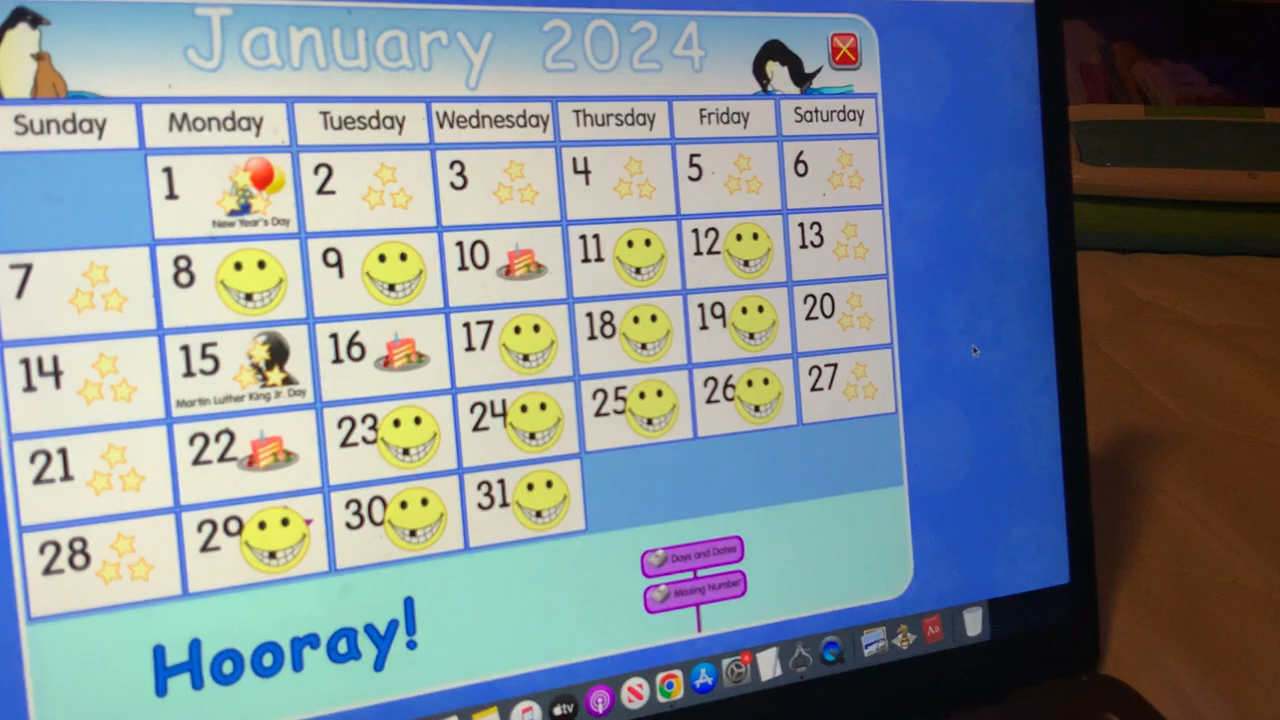 January 2024
Sunday Monday Tuesday Wednesday Thursday Friday Saturday
1 2 3 4 5 6
New Year's Day
7 8 9 10 11 12 13
14 15 16 17 18 19 20
Martin Luther King Jr. Day
21 22 23 24 25 26 27
28 29 30 31
Days and Dates
Missing Number
Hooray!
tv
Aa